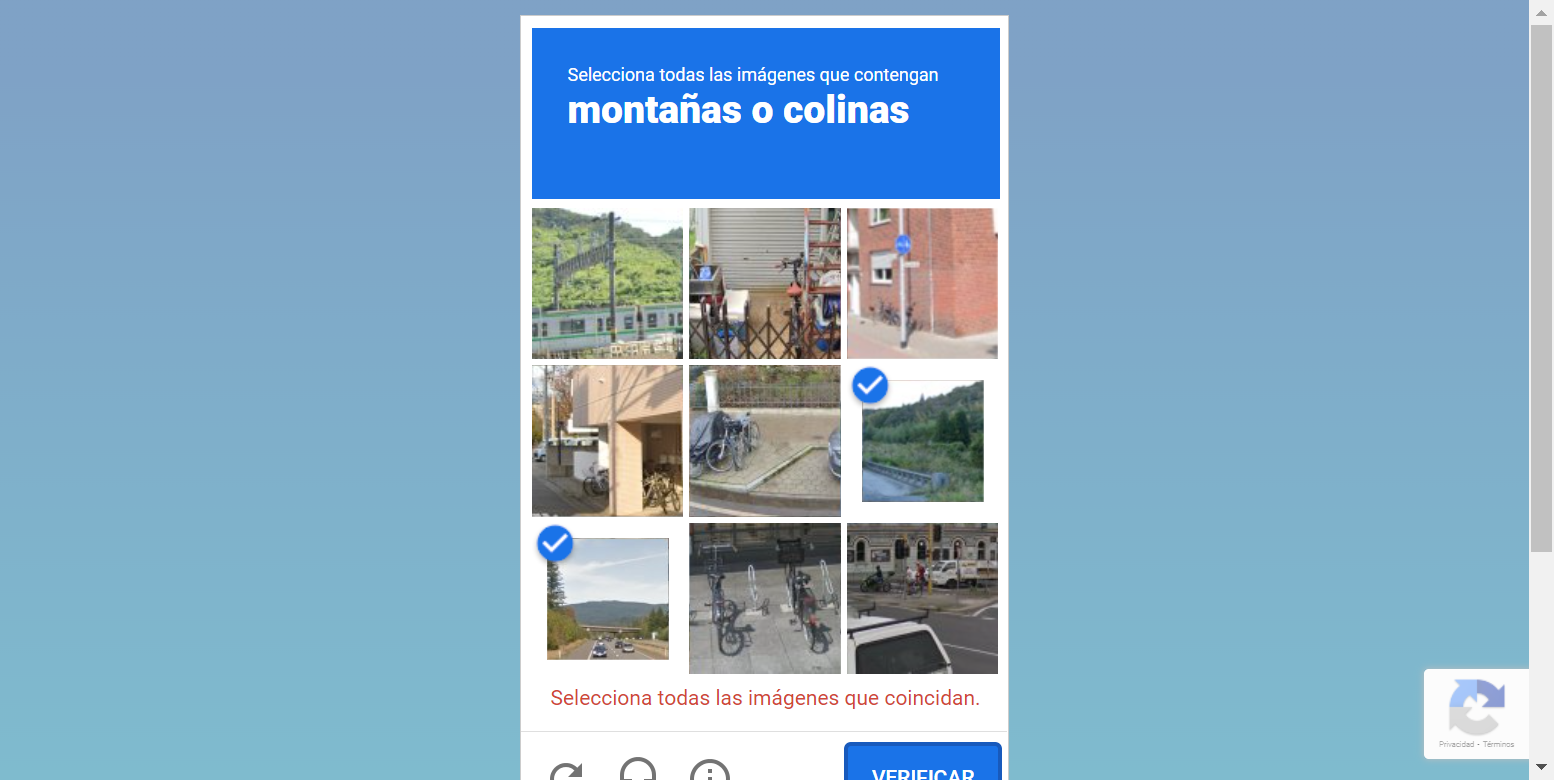 Selecciona todas las imágenes que contengan
montañas o colinas
Selecciona todas las imágenes que coincidan.
VERIFICAR
Privacidad - Términos